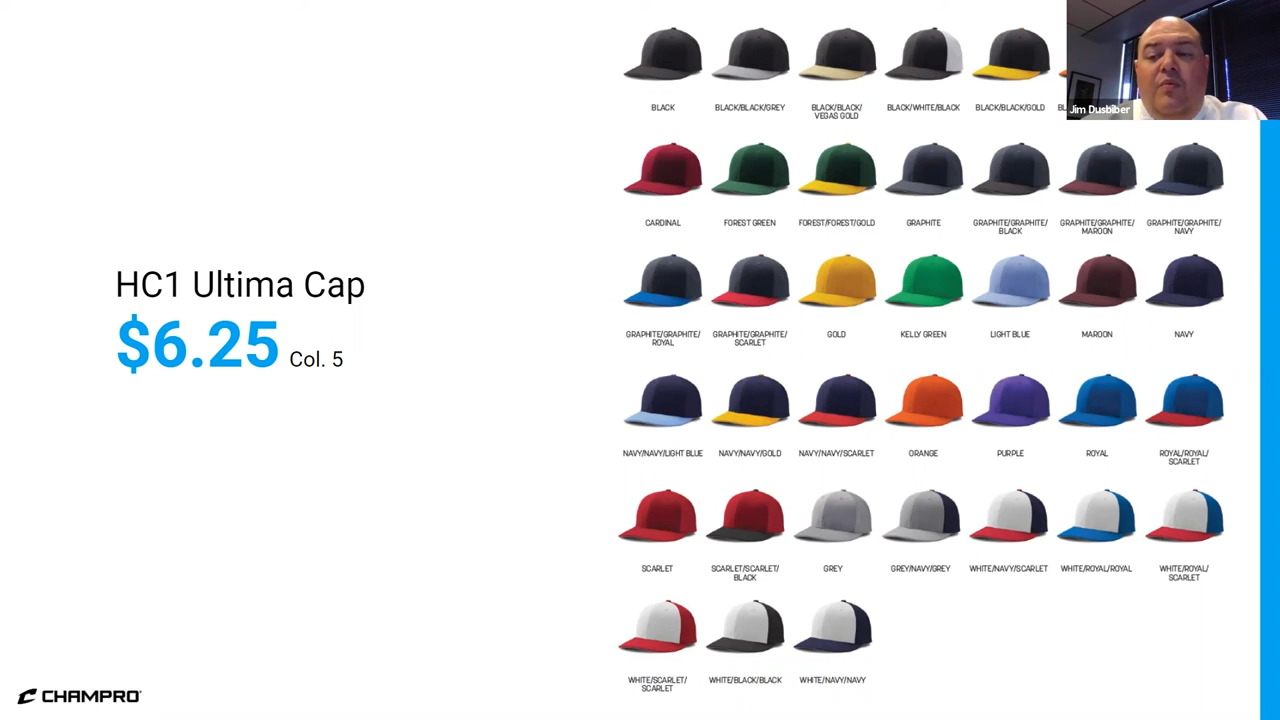 BLACK
BLACK/BLACK/GREY
BLACK/BLACK/
VEGAS GOLD
BLACK/WHITE/BLACK
BLACK/BLACK/GOLD
Jim Dusbiber
CARDINAL
FOREST GREEN
FOREST/FOREST/GOLD
GRAPHITE
GRAPHITE/GRAPHITE/
BLACK
GRAPHITE/GRAPHITE/
MAROON
GRAPHITE/GRAPHITE/
NAVY
HC1 Ultima Cap
$6.25 Col. 5
GRAPHITE/GRAPHITE/
ROYAL
GRAPHITE/GRAPHITE/
SCARLET
GOLD
KELLY GREEN
LIGHT BLUE
MAROON
NAVY
NAVY/NAVY/LIGHT BLUE
NAVY/NAVY/GOLD
NAVY/NAVY/SCARLET
ORANGE
PURPLE
ROYAL
ROYAL/ROYAL/
SCARLET
SCARLET
SCARLET/SCARLET/
BLACK
GREY
GREY/NAVY/GREY
WHITE/NAVY/SCARLET
WHITE/ROYAL/ROYAL
WHITE/ROYAL/
SCARLET
WHITE/SCARLET/
SCARLET
WHITE/BLACK/BLACK
WHITE/NAVY/NAVY
CHAMPRO